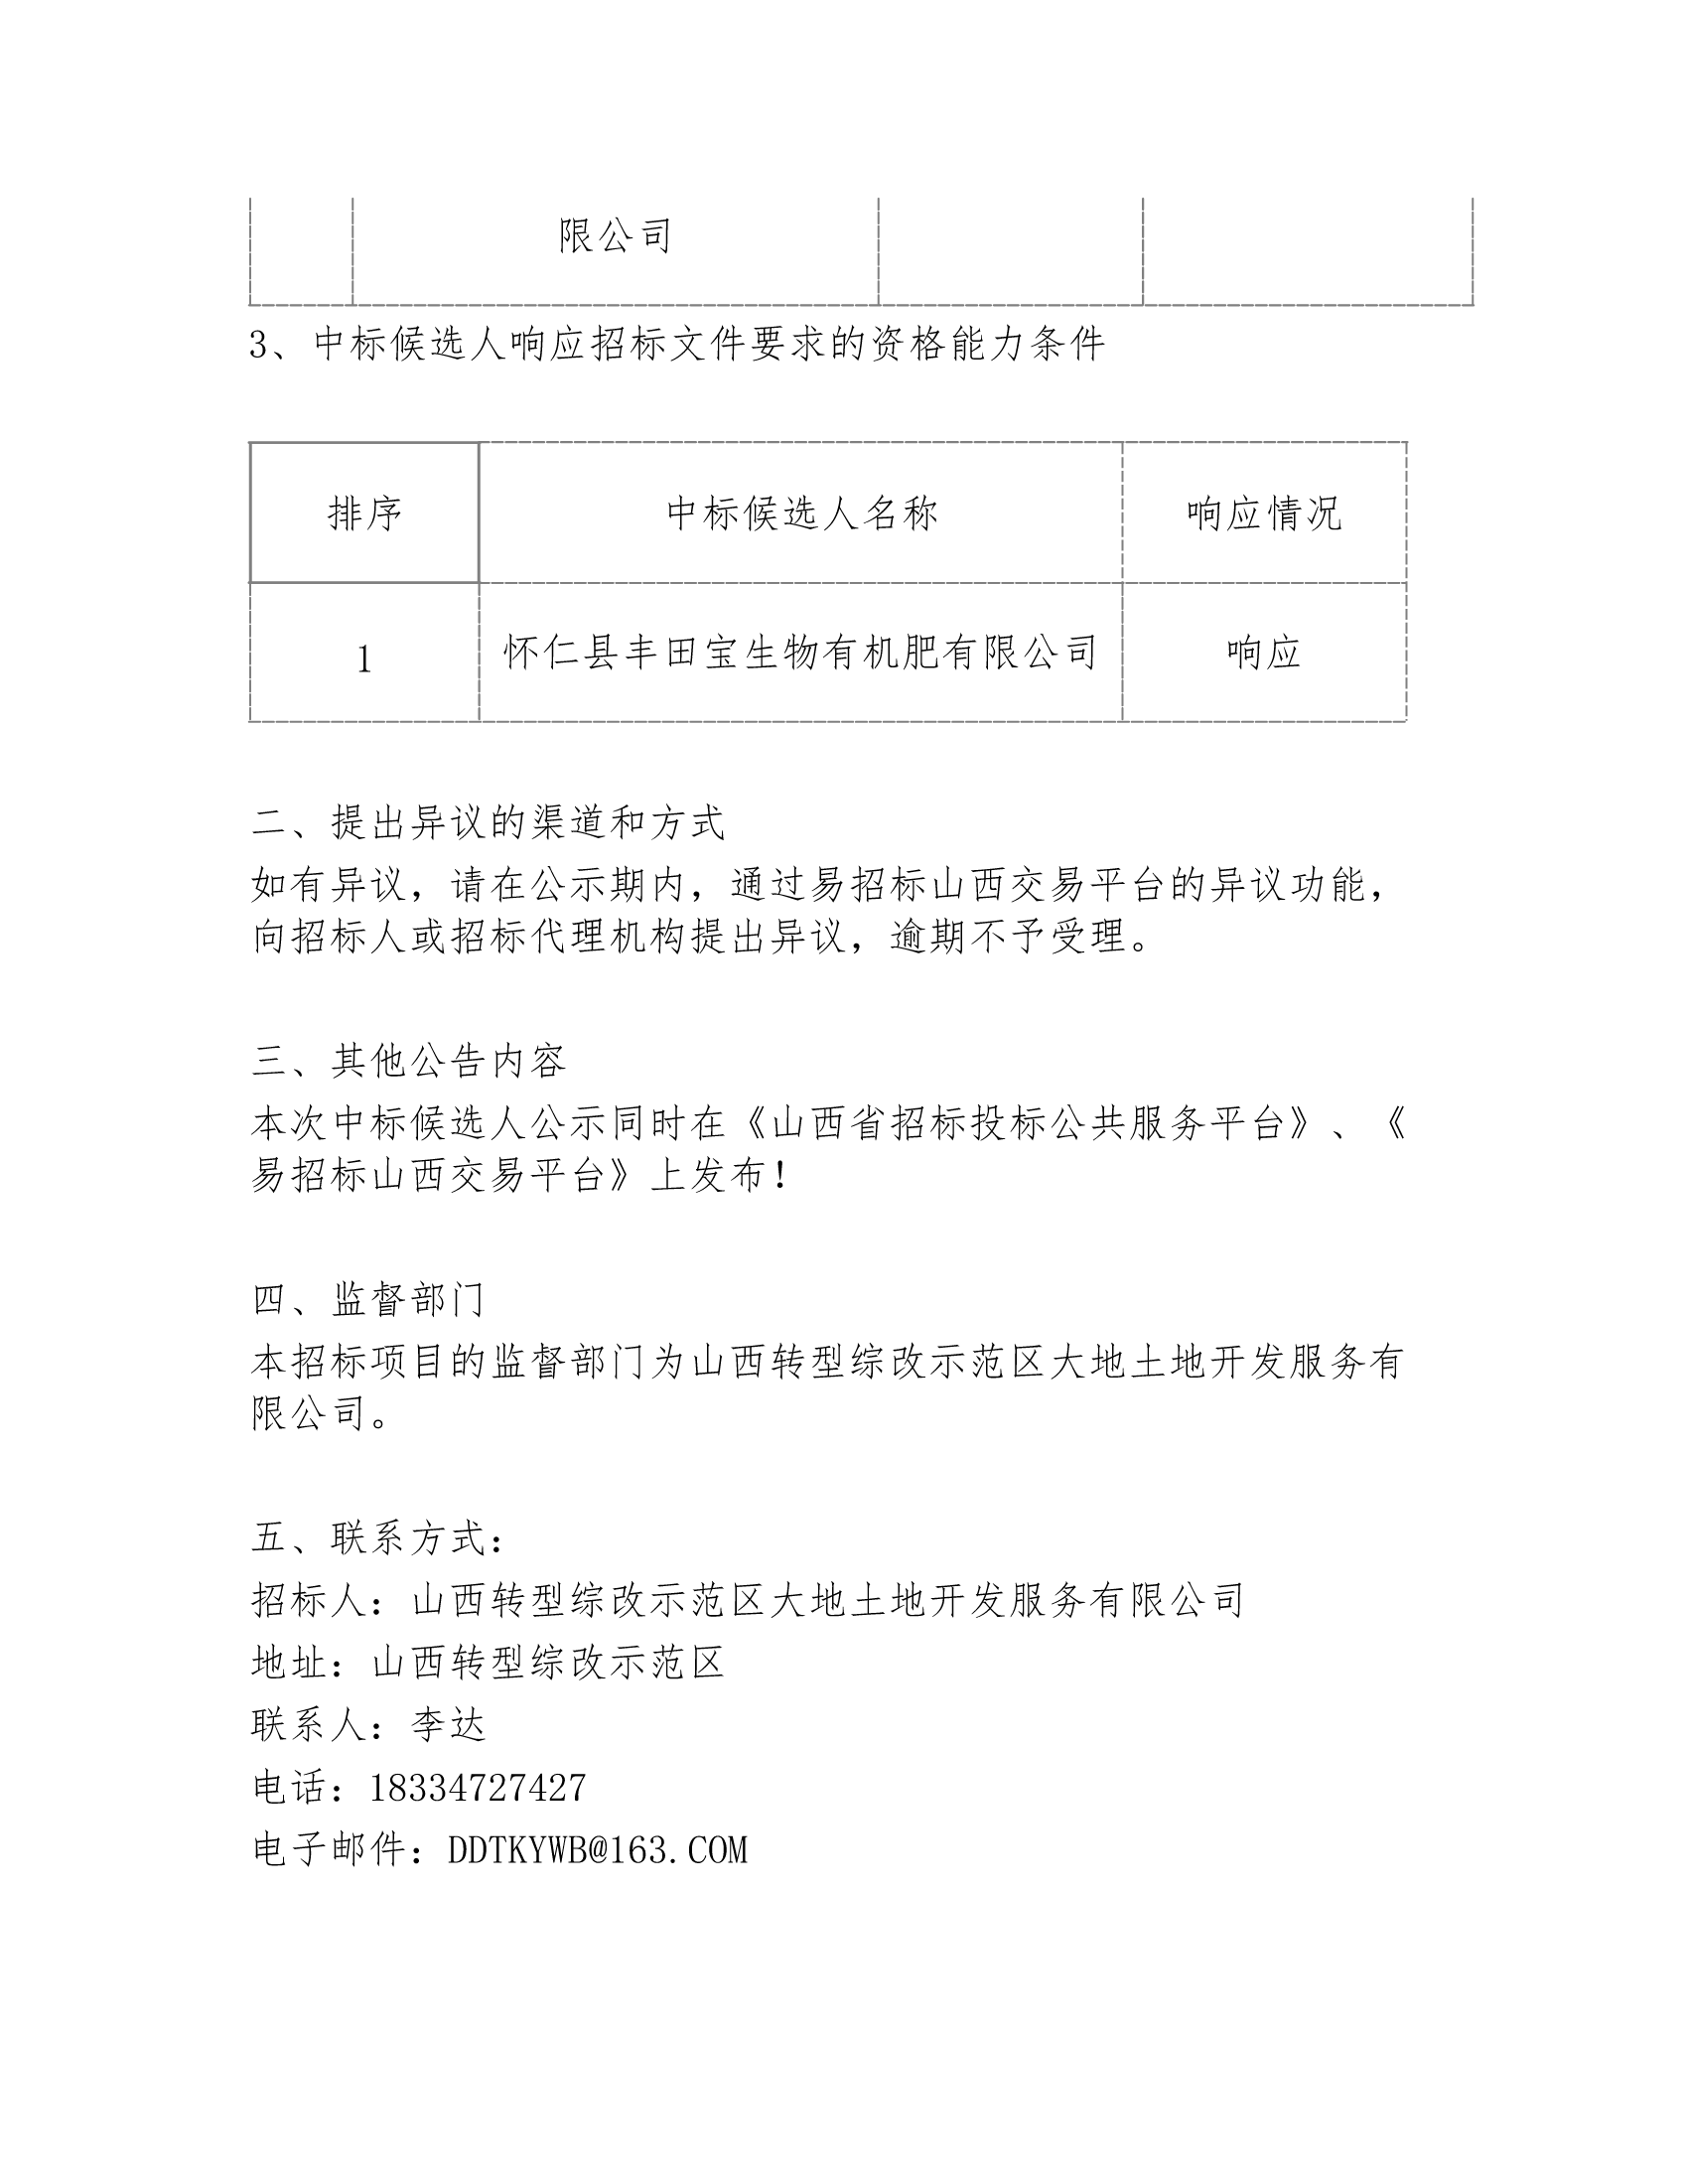 限公司
3、中标候选人响应招标文件要求的资格能力条件
排序 中标候选人名称 响应情况
1 怀仁县丰田宝生物有机肥有限公司 响应
二、提出异议的渠道和方式
如有异议，请在公示期内，通过易招标山西交易平台的异议功能，
向招标人或招标代理机构提出异议，逾期不予受理。
三、其他公告内容
本次中标候选人公示同时在《山西省招标投标公共服务平台》、《
易招标山西交易平台》上发布！
四、监督部门
本招标项目的监督部门为山西转型综改示范区大地土地开发服务有
限公司。
五、联系方式：
招标人：山西转型综改示范区大地土地开发服务有限公司
地址：山西转型综改示范区
联系人：李达
电话：18334727427
电子邮件：DDTKYWB@163.COM